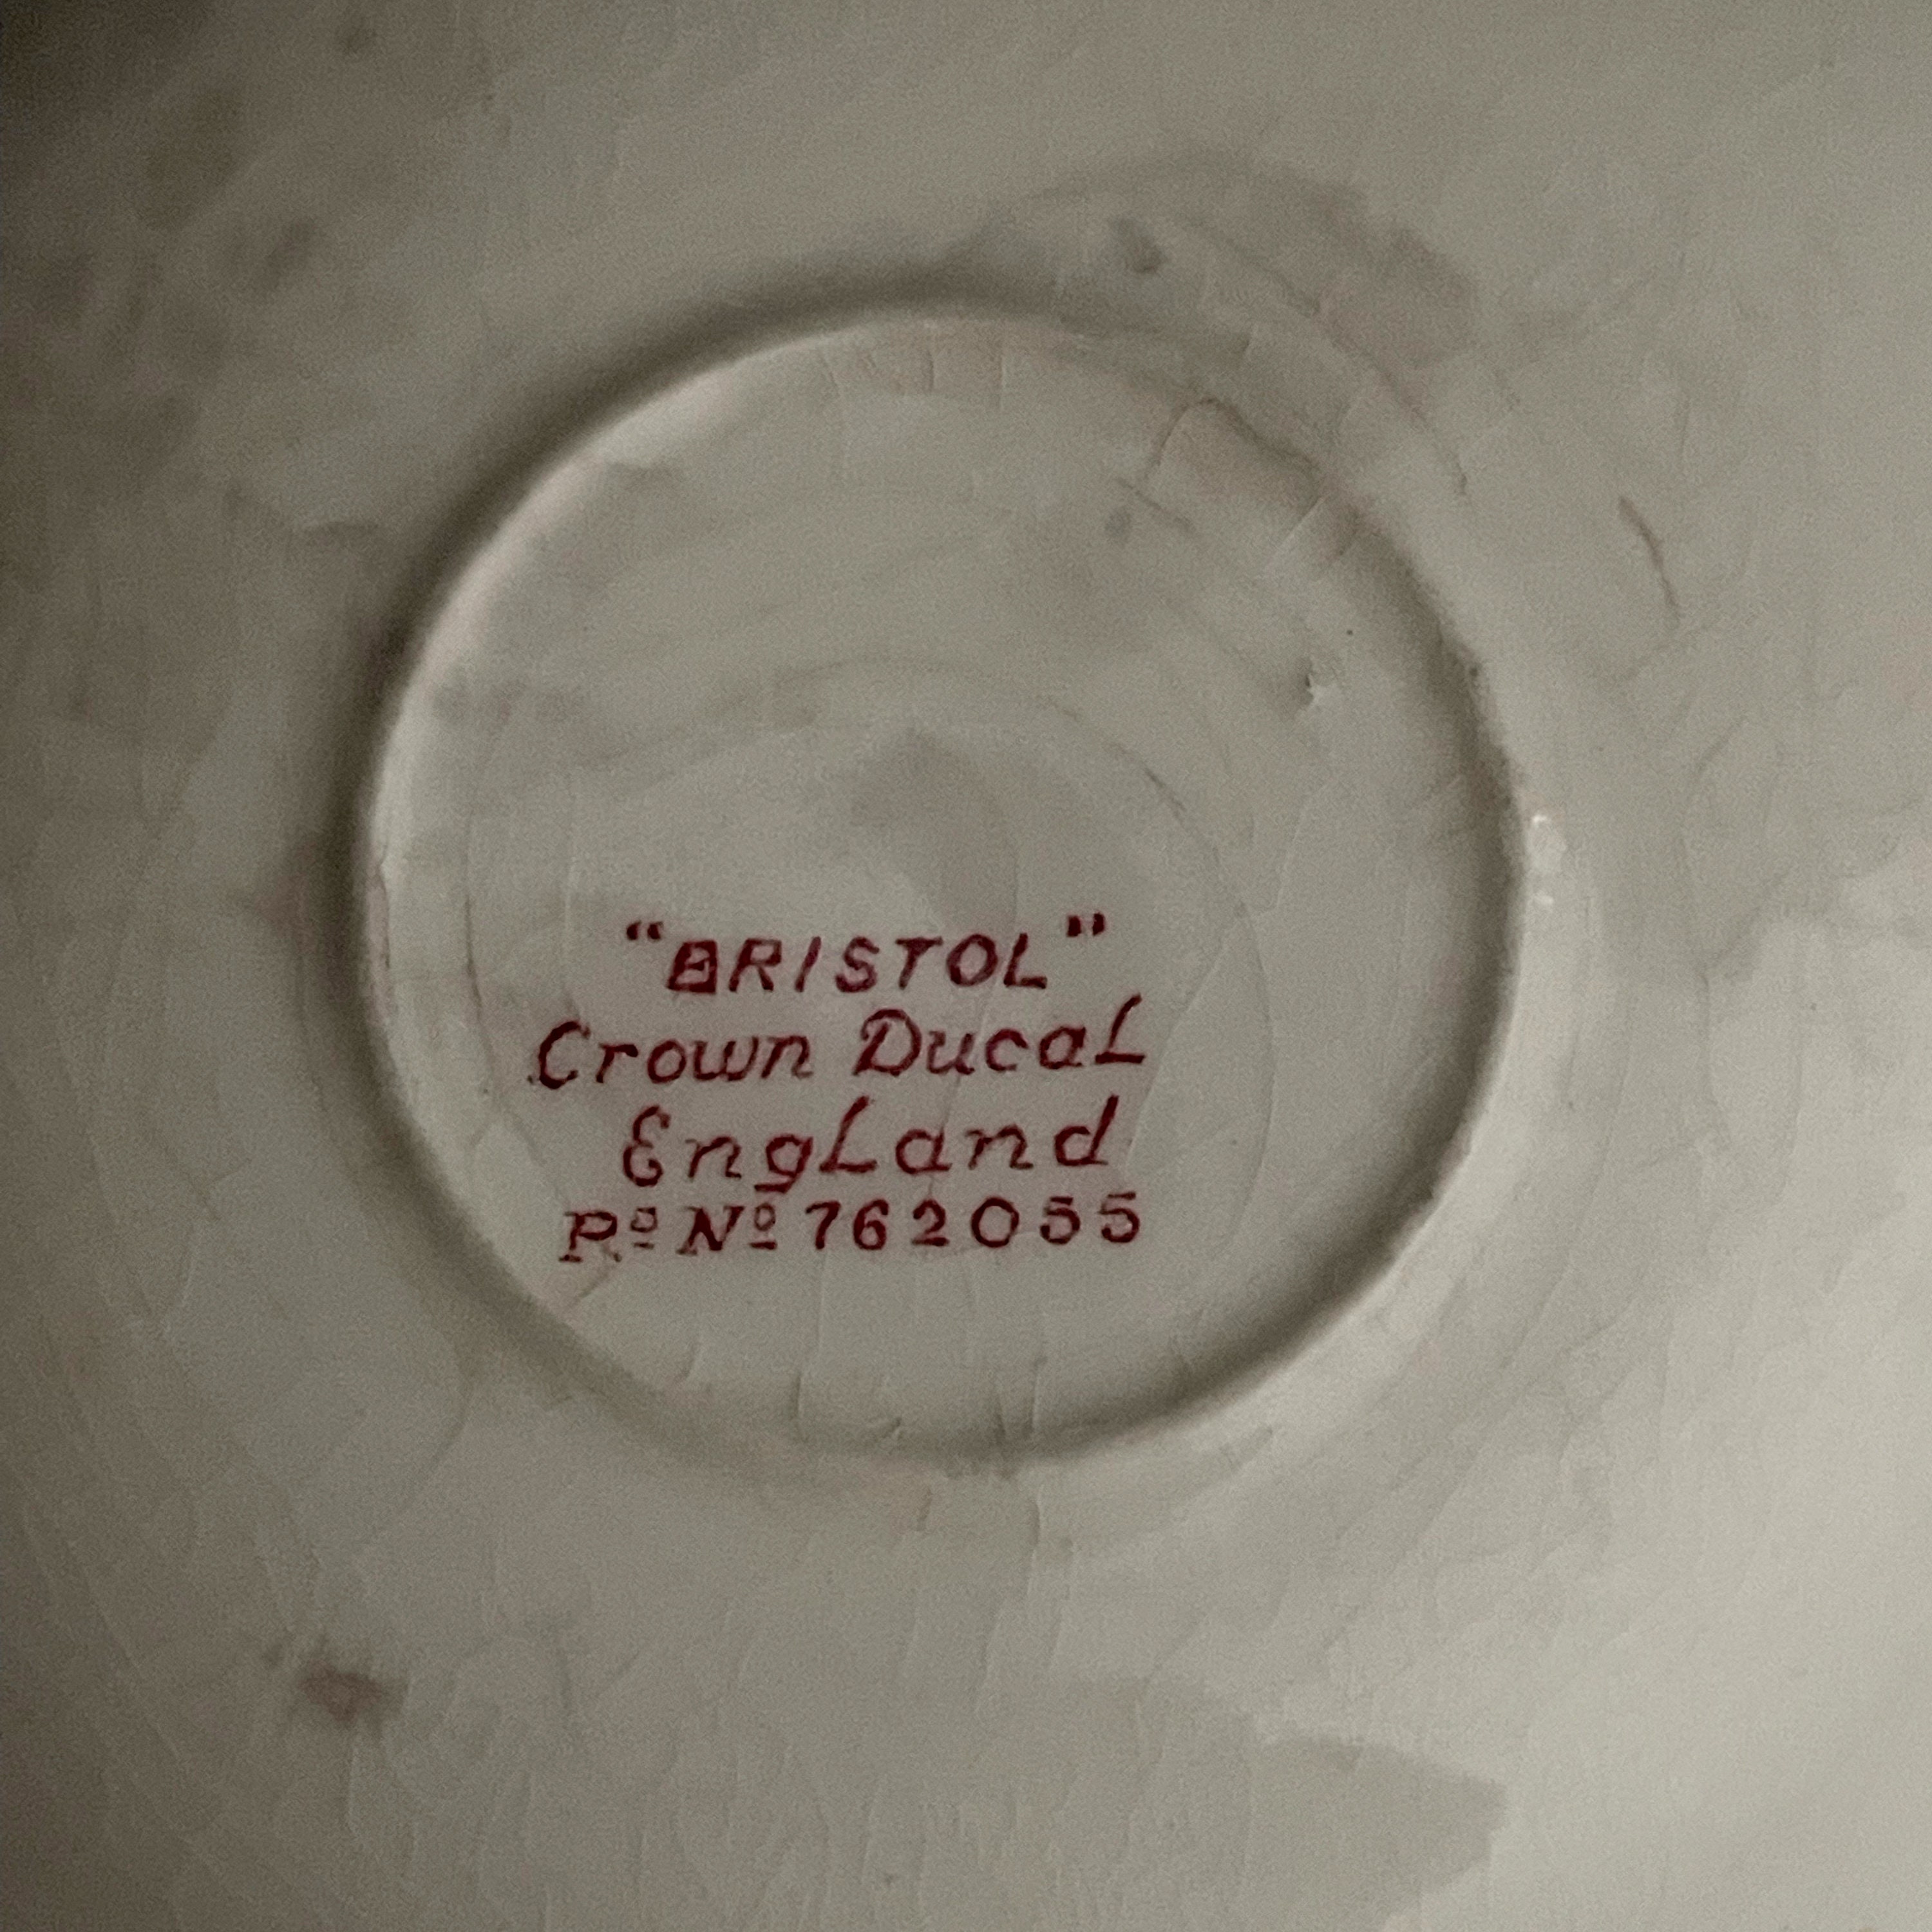 "BRISTOL"
Crown Ducal
England
Rᵈ Nº 762055